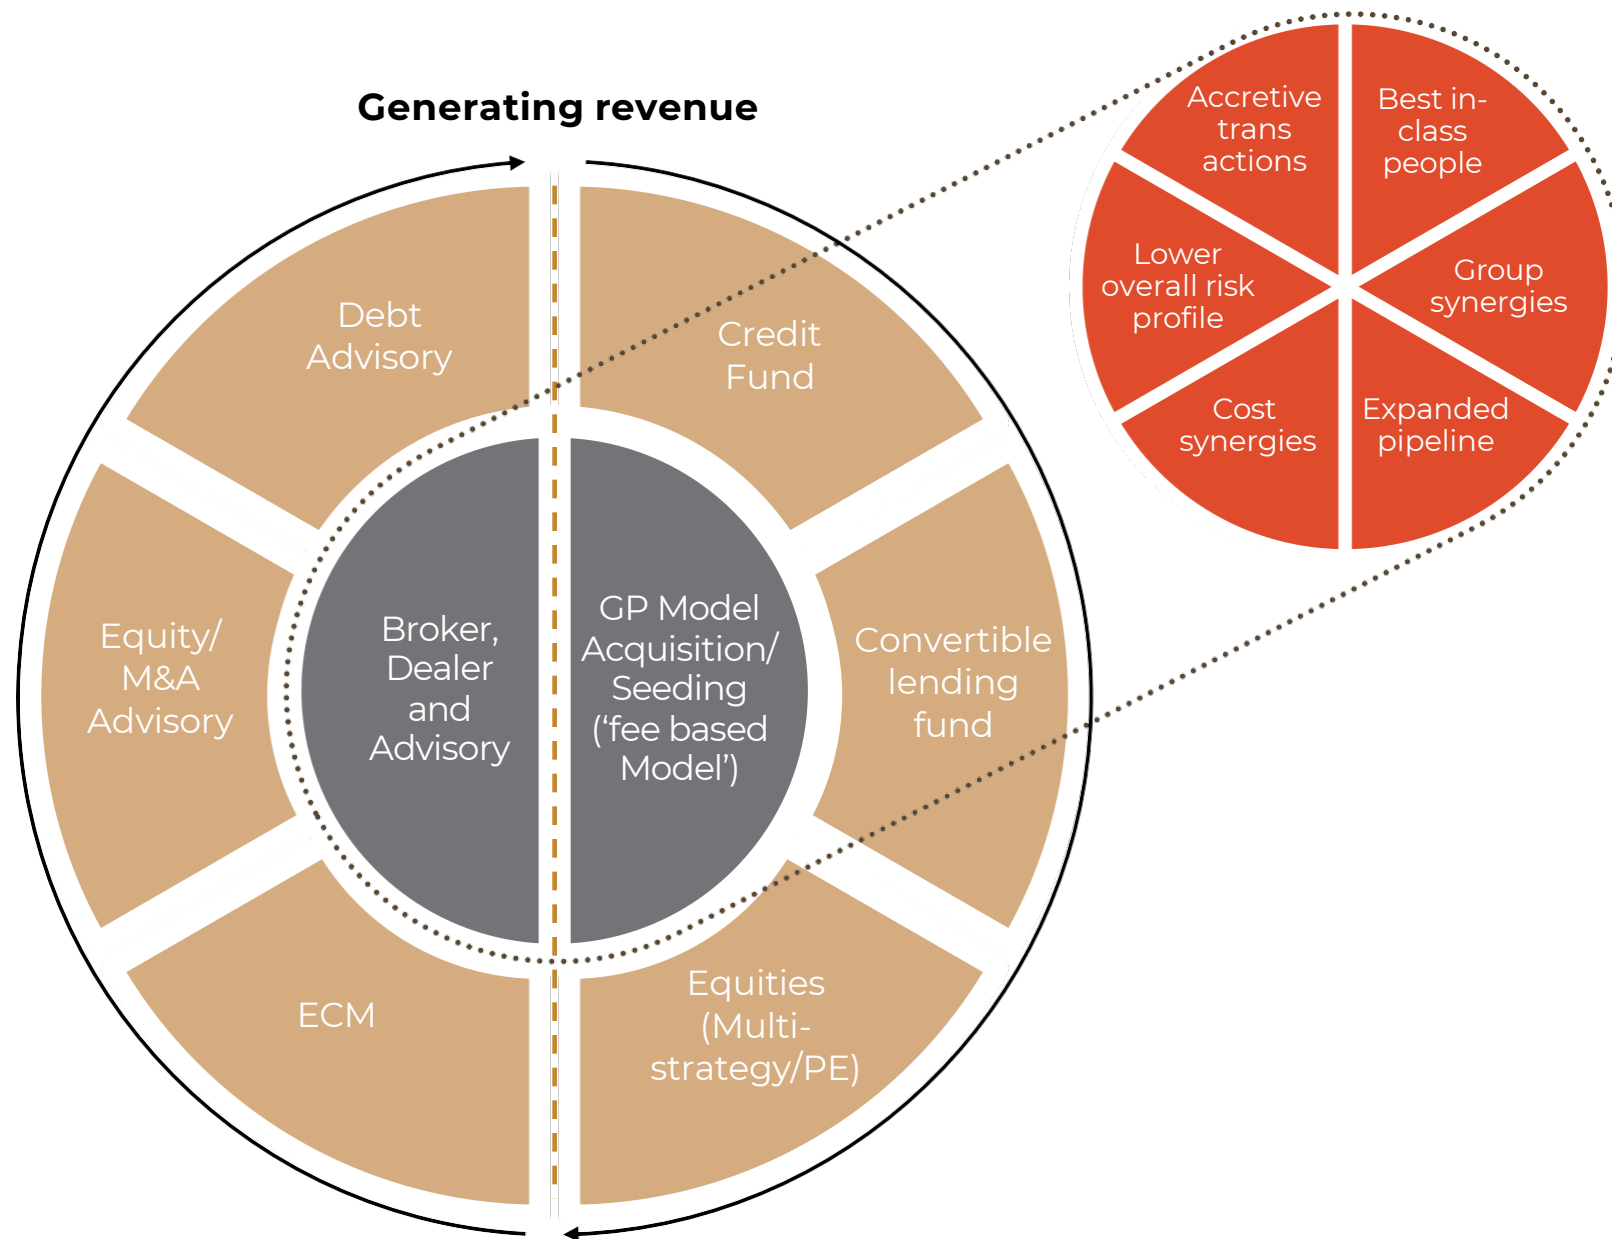 Generating revenue
Debt
Advisory
Equity/
M&A
Advisory
ECM
Broker,
Dealer
and
Advisory
GP Model
Acquisition/
Seeding
(‘fee based
Model’)
Credit
Fund
Convertible
lending
fund
Equities
(Multi-
strategy/PE)
Accretive
trans
actions
Best in-
class
people
Lower
overall risk
profile
Group
synergies
Cost
synergies
Expanded
pipeline